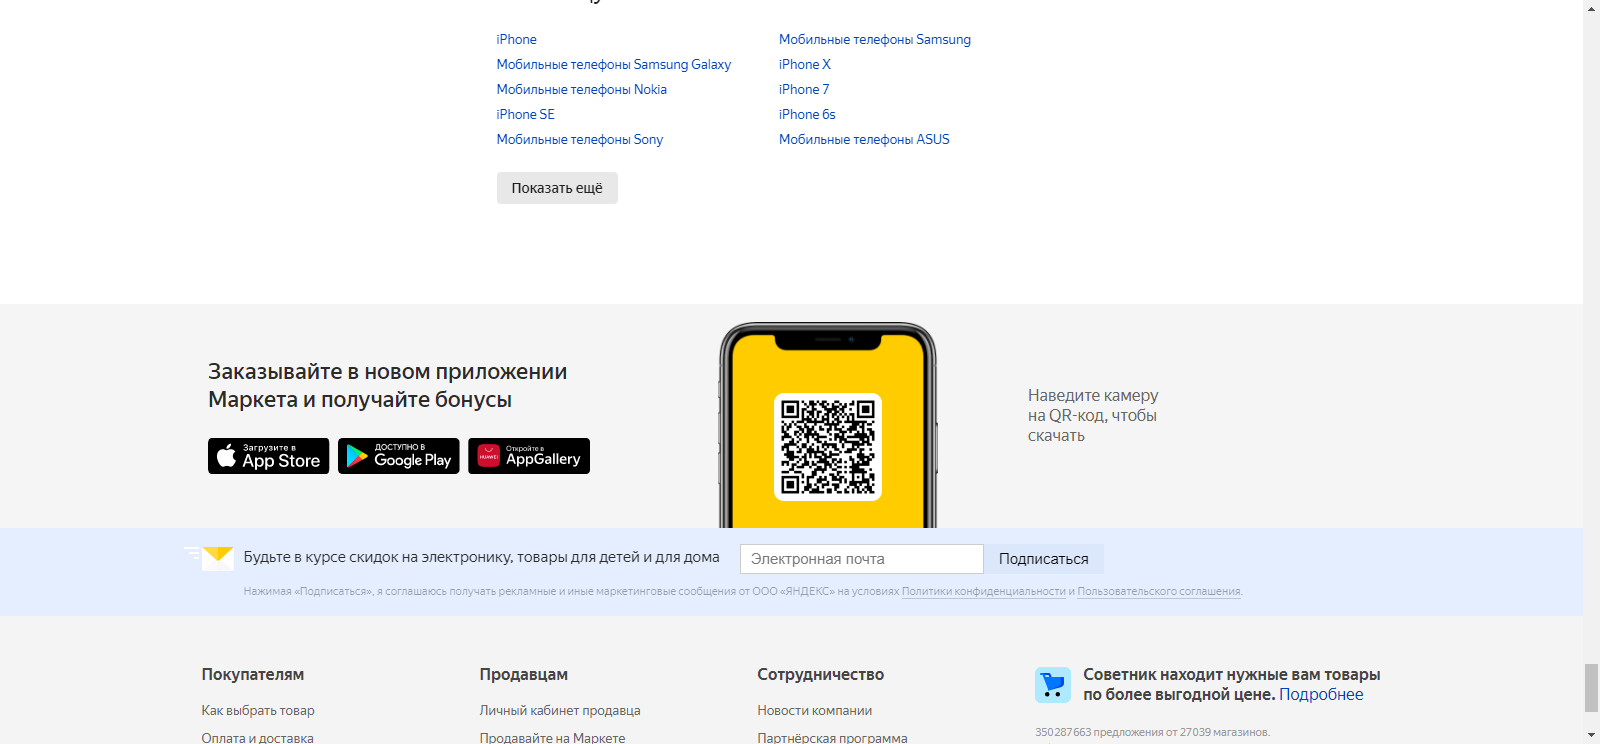 iPhone
Мобильные телефоны Samsung
Мобильные телефоны Samsung Galaxy
iPhone X
Мобильные телефоны Nokia
iPhone 7
iPhone SE
iPhone 6s
Мобильные телефоны Sony
Мобильные телефоны ASUS
Показать ещё
Заказывайте в новом приложении
Маркета и получайте бонусы
Загрузите в
App Store
ДОСТУПНО В
Google Play
HUAWEI
Откройте в
AppGallery
Наведите камеру
на QR-код, чтобы
скачать
Будьте в курсе скидок на электронику, товары для детей и для дома
Электронная почта
Подписаться
Нажимая «Подписаться», я соглашаюсь получать рекламные и иные маркетинговые сообщения от ООО «ЯНДЕКС» на условиях Политики конфиденциальности и Пользовательского соглашения.
Покупателям
Как выбрать товар
Оплата и доставка
Продавцам
Личный кабинет продавца
Продавайте на Маркете
Сотрудничество
Новости компании
Партнёрская программа
Советник находит нужные вам товары
по более выгодной цене. Подробнее
350 287 663 предложения от 27 039 магазинов.